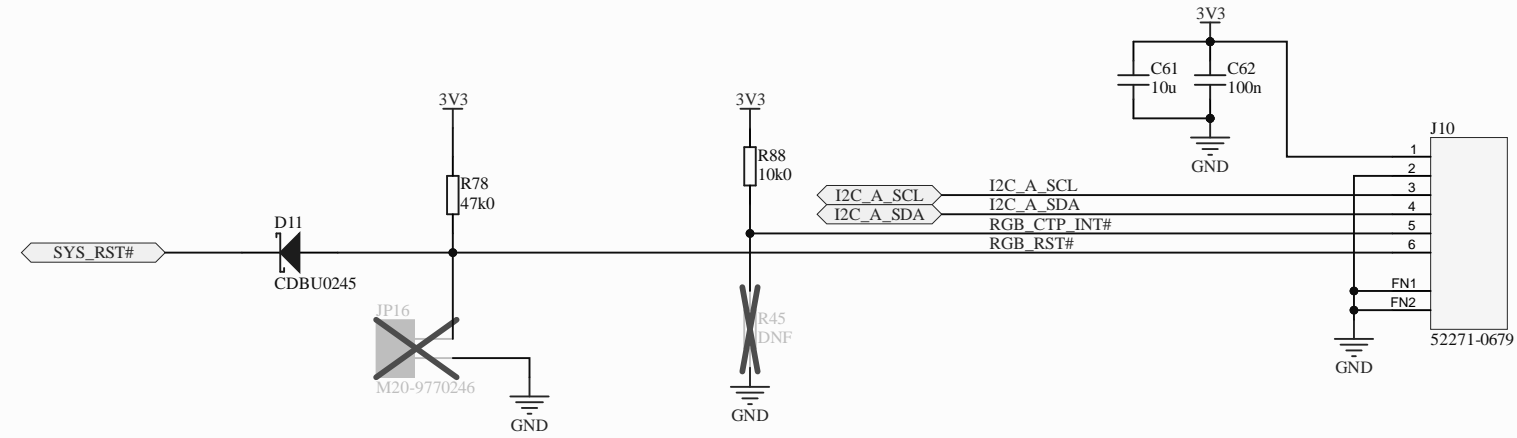 3V3
C61
10u
C62
100n
GND
3V3
R78
47k0
3V3
R88
10k0
J10
1
2
3
4
5
6
FN1
FN2
52271-0679
GND
I2C_A_SCL
I2C_A_SCL
I2C_A_SDA
I2C_A_SDA
RGB_CTP_INT#
RGB_RST#
SYS_RST#
D11
CDBU0245
JP16
M20-9770246
GND
R45
DNF
GND